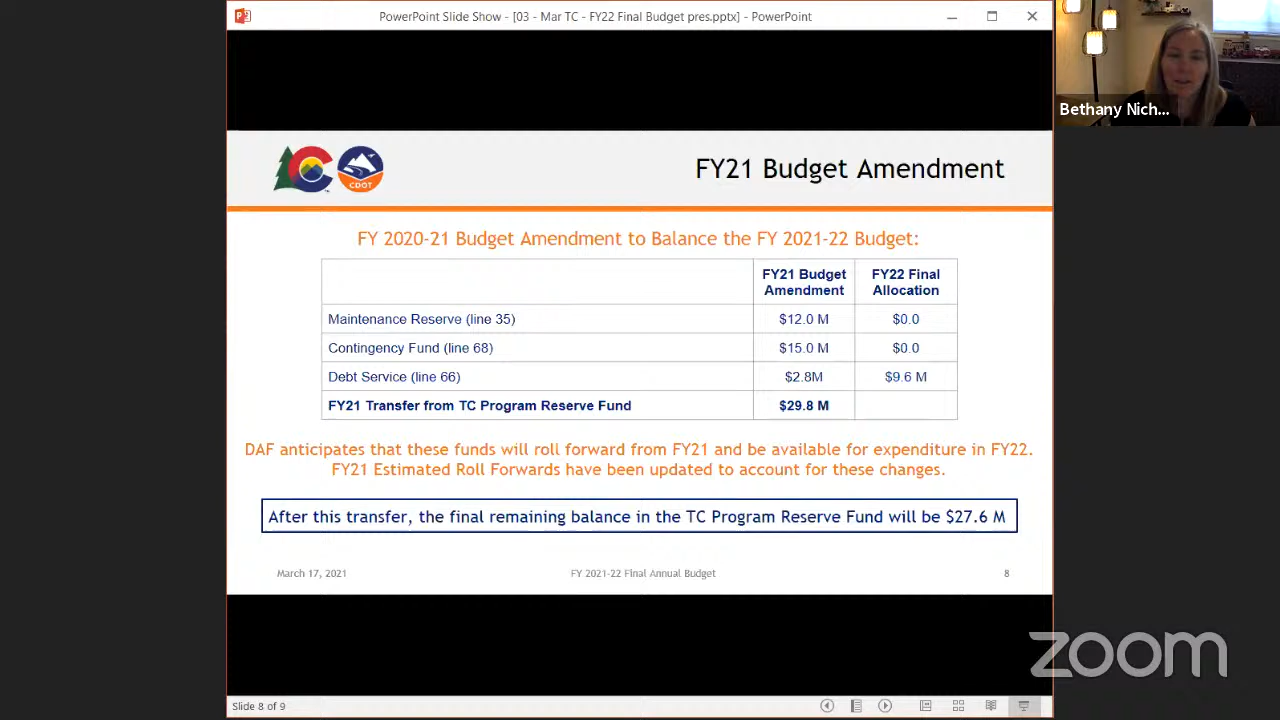 PowerPoint Slide Show - [03 - Mar TC - FY22 Final Budget pres.pptx] - PowerPoint
Bethany Nich...
CDOT
FY21 Budget Amendment
FY 2020-21 Budget Amendment to Balance the FY 2021-22 Budget:
FY21 Budget Amendment FY22 Final Allocation
Maintenance Reserve (line 35) $12.0 M $0.0
Contingency Fund (line 68) $15.0 M $0.0
Debt Service (line 66) $2.8M $9.6 M
FY21 Transfer from TC Program Reserve Fund $29.8 M
DAF anticipates that these funds will roll forward from FY21 and be available for expenditure in FY22.
FY21 Estimated Roll Forwards have been updated to account for these changes.
After this transfer, the final remaining balance in the TC Program Reserve Fund will be $27.6 M
March 17, 2021 FY 2021-22 Final Annual Budget 8
zoom
Slide 8 of 9